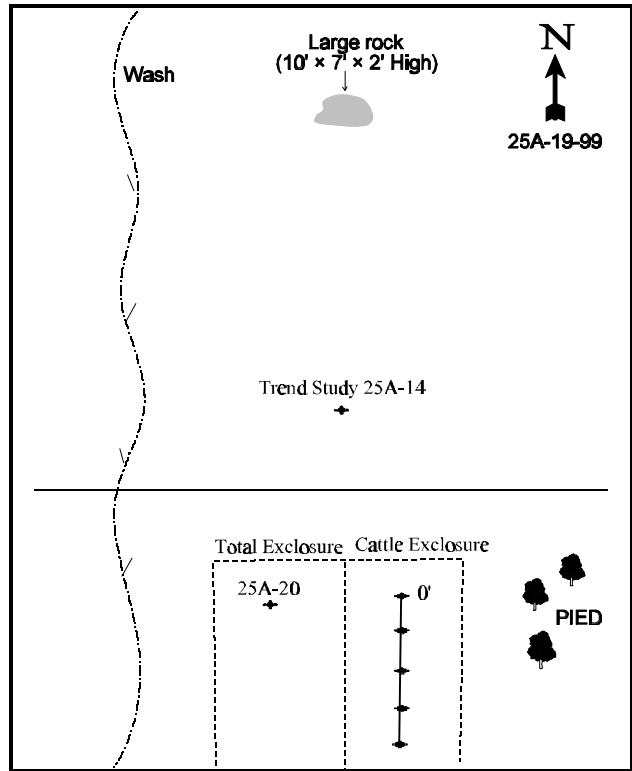 Large rock
(10' × 7' × 2' High)
N
Wash
25A-19-99
Trend Study 25A-14
Total Exclosure
Cattle Exclosure
25A-20
0'
PIED